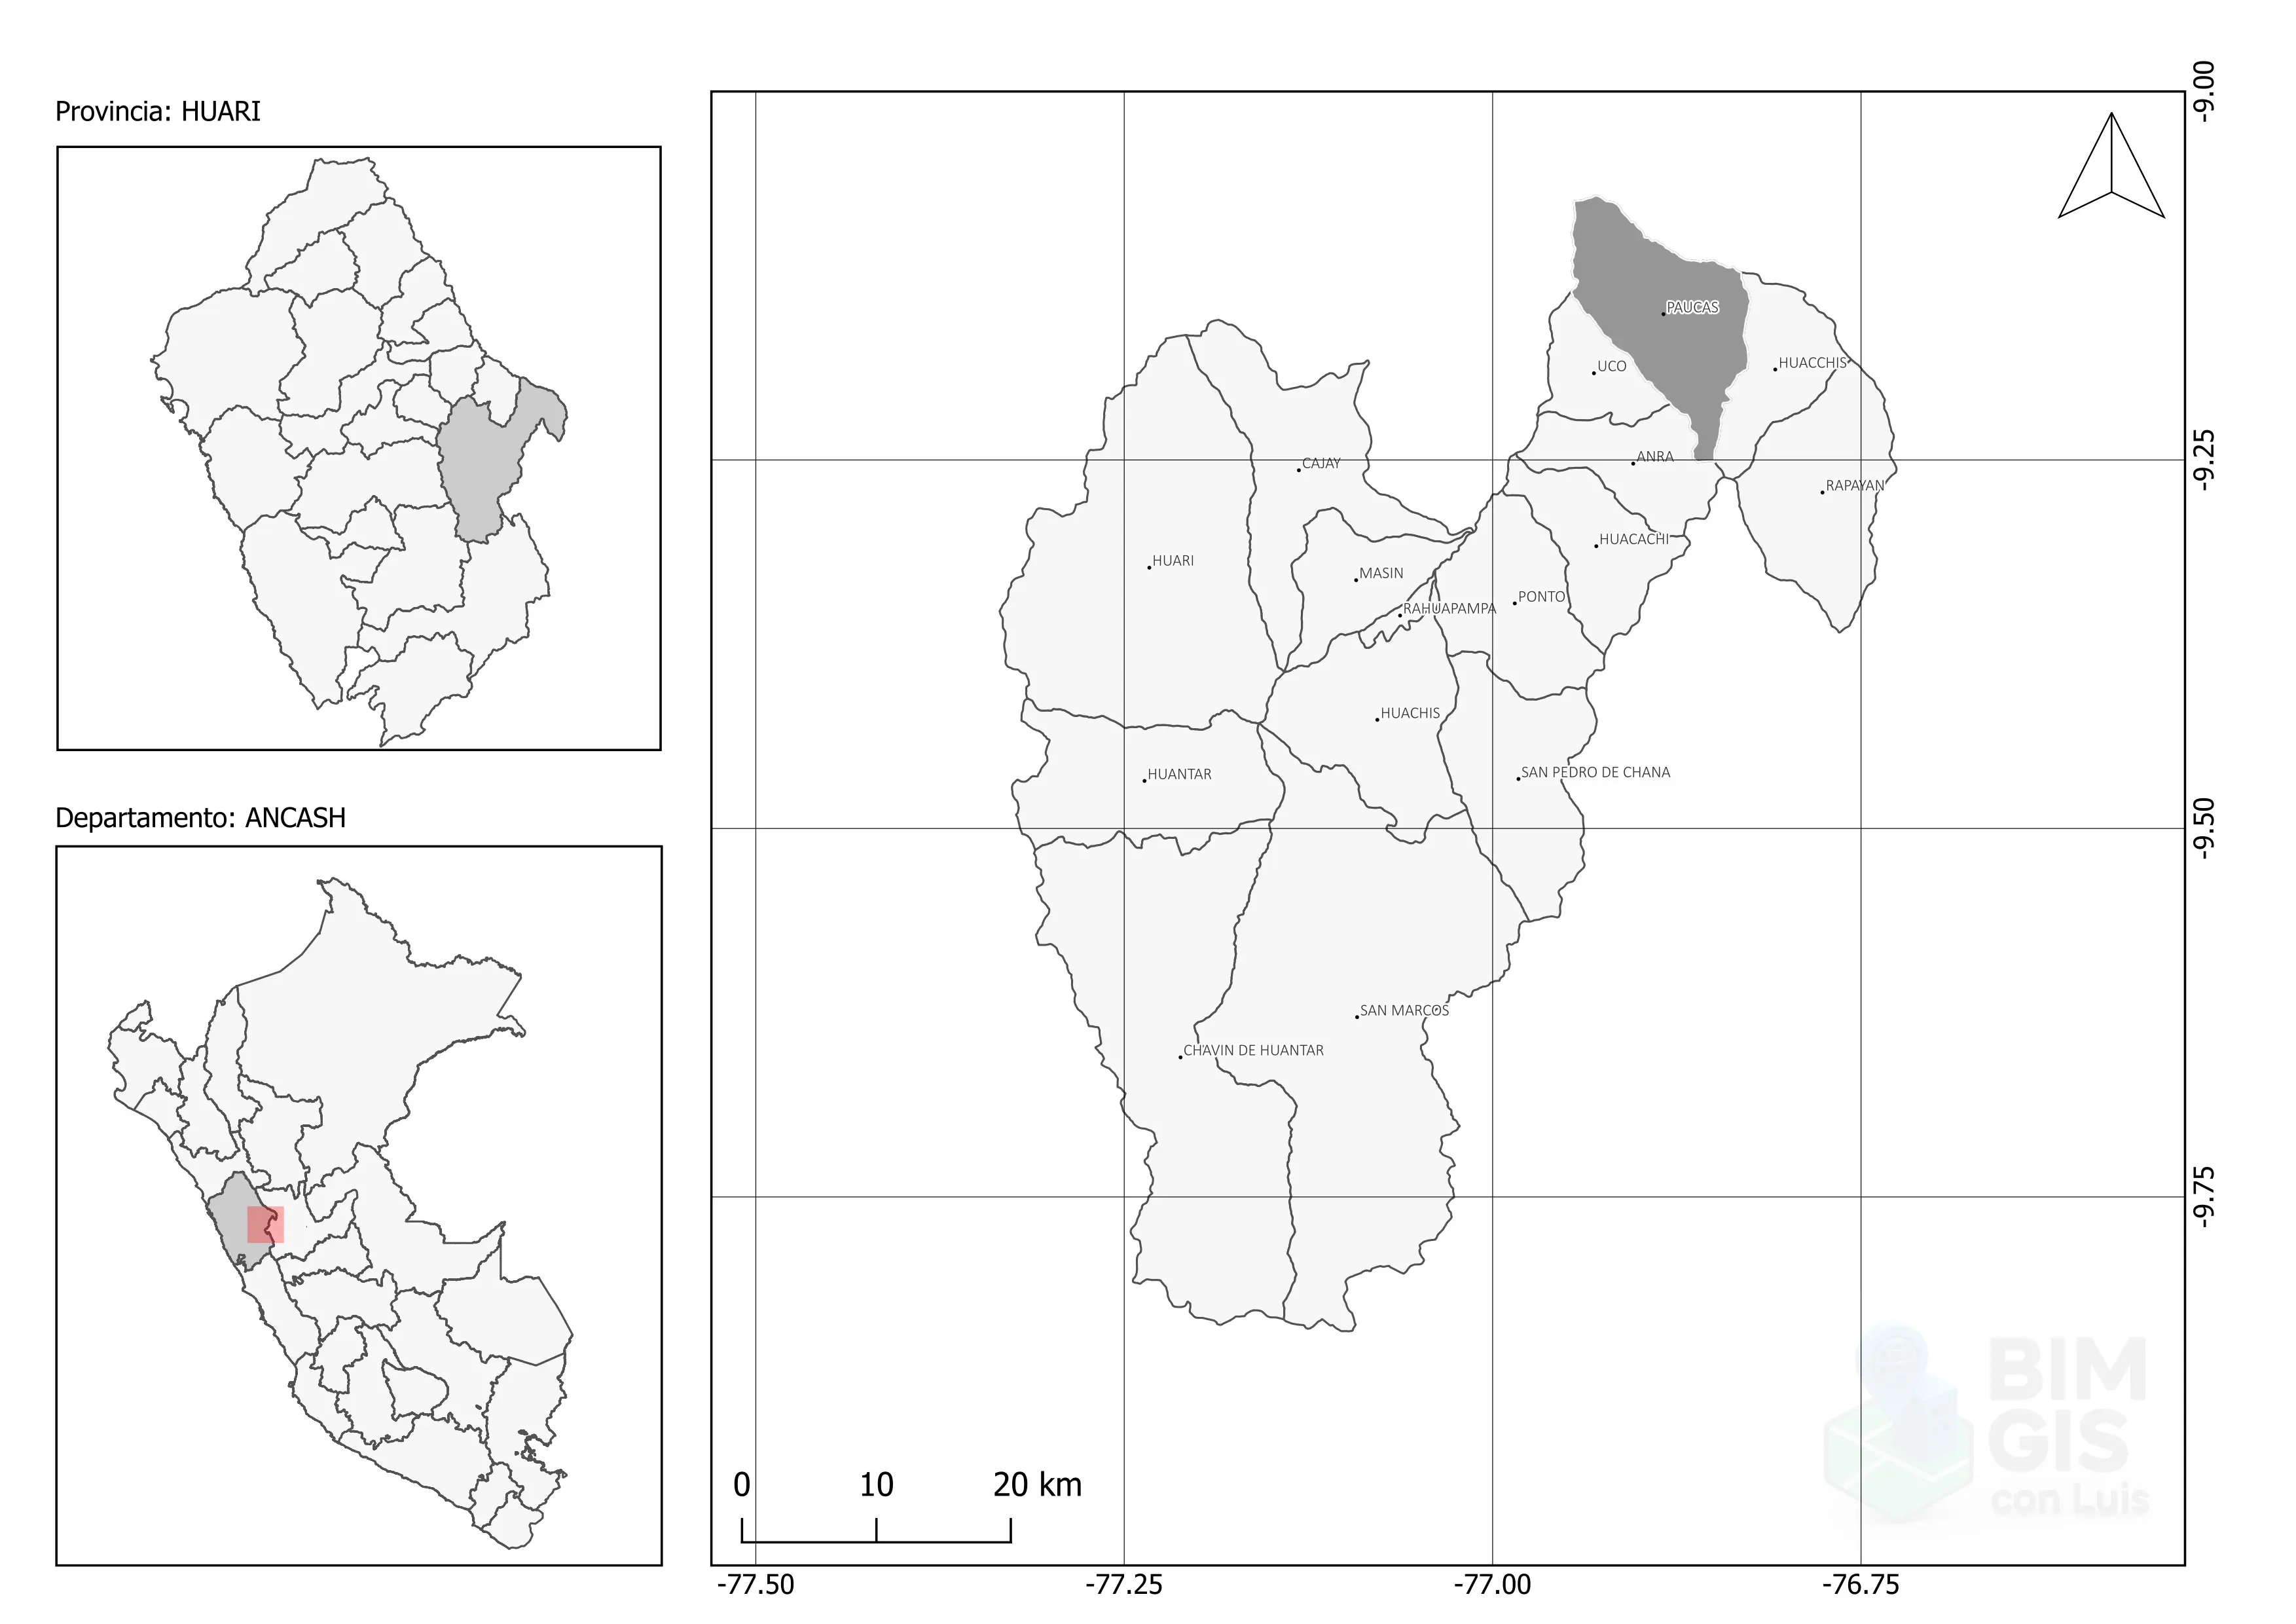 Provincia: HUARI
Departamento: ANCASH
-9.00
-9.25
-9.50
-9.75
PAUCAS
UCO
HUACCHIS
CAJAY
ANRA
RAPAYAN
HUARI
HUACACHI
MASIN
PONTO
RAHUAPAMPA
HUACHIS
HUANTAR
SAN PEDRO DE CHANA
SAN MARCOS
CHAVIN DE HUANTAR
0 10 20 km
-77.50 -77.25 -77.00 -76.75
BIM
GIS
con Luis